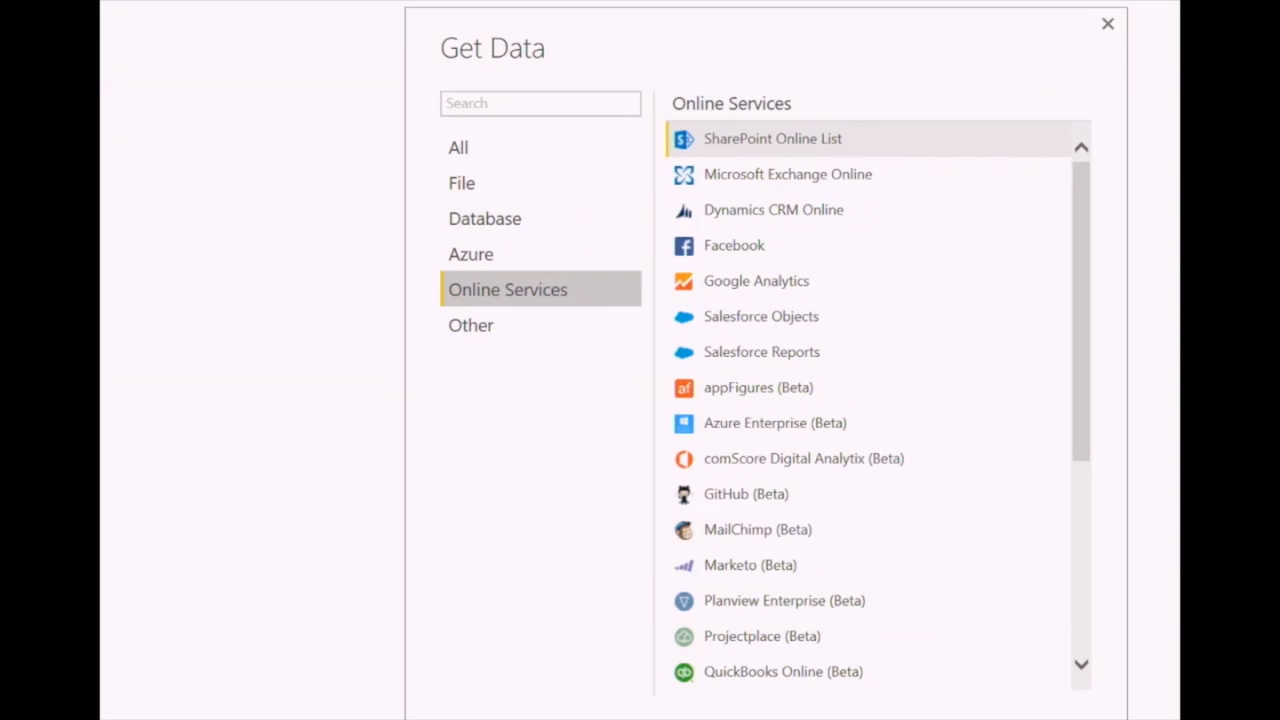 Get Data
Search
All
File
Database
Azure
Online Services
Other
Online Services
SharePoint Online List
Microsoft Exchange Online
Dynamics CRM Online
Facebook
Google Analytics
Salesforce Objects
Salesforce Reports
appFigures (Beta)
Azure Enterprise (Beta)
comScore Digital Analytix (Beta)
GitHub (Beta)
MailChimp (Beta)
Marketo (Beta)
Planview Enterprise (Beta)
Projectplace (Beta)
QuickBooks Online (Beta)